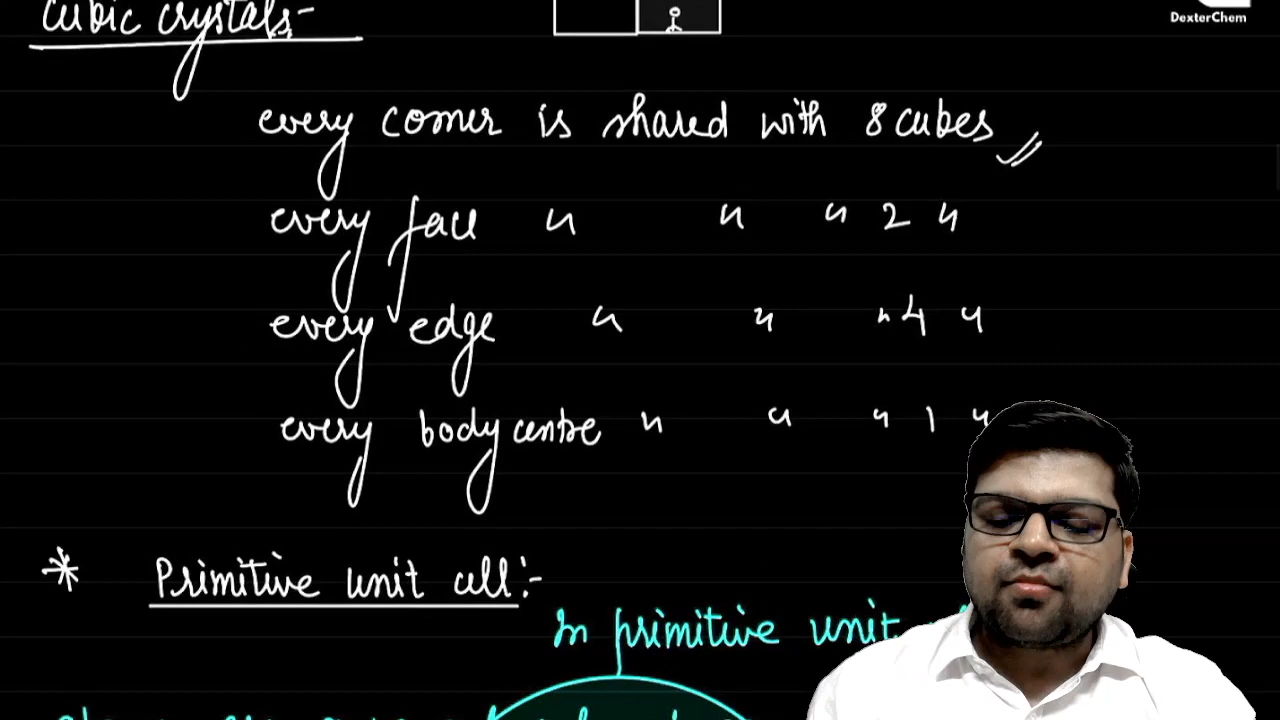 Cubic crystals:-
DexterChem
every corner is shared with 8 cubes
every face " " " 2 "
every edge " " " 4 "
every body centre " " " 1 "
* Primitive unit cell:-
In primitive unit